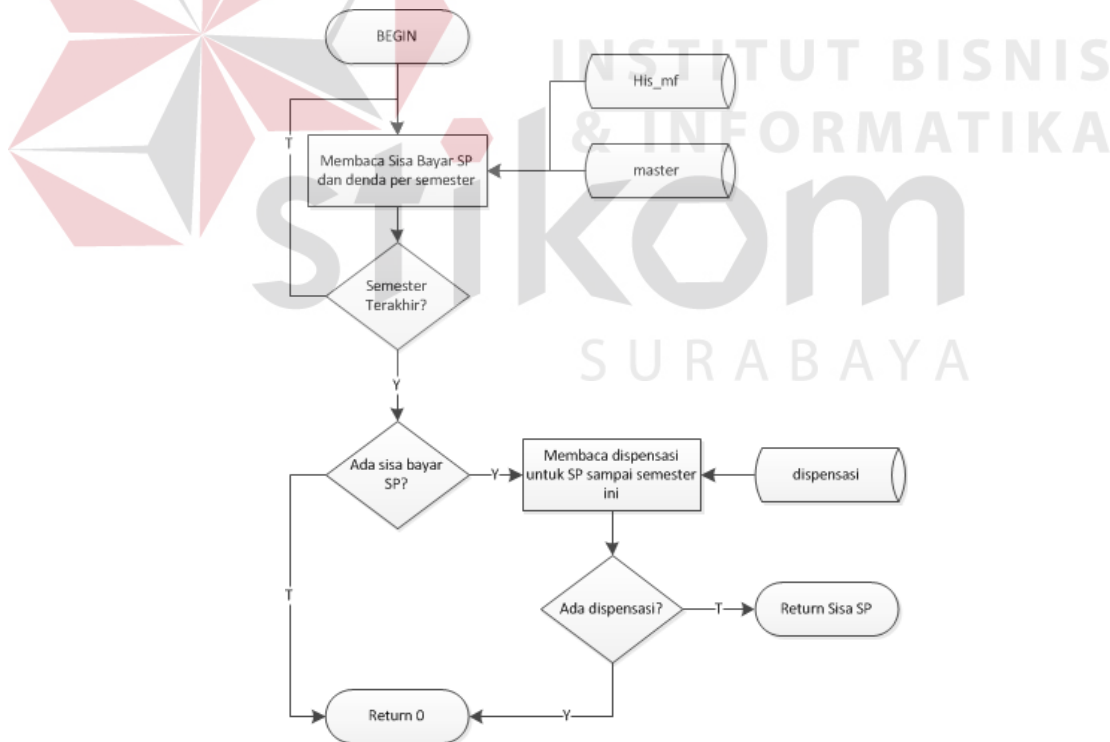 BEGIN
INSTITUT BISNIS
& INFORMATIKA
stikom
SURABAYA
His_mf
master
T
Membaca Sisa Bayar SP
dan denda per semester
Semester
Terakhir?
Y
Ada sisa bayar
SP?
Y
Membaca dispensasi
untuk SP sampai semester
ini
dispensasi
T
Ada dispensasi?
T
Return Sisa SP
Y
Return 0